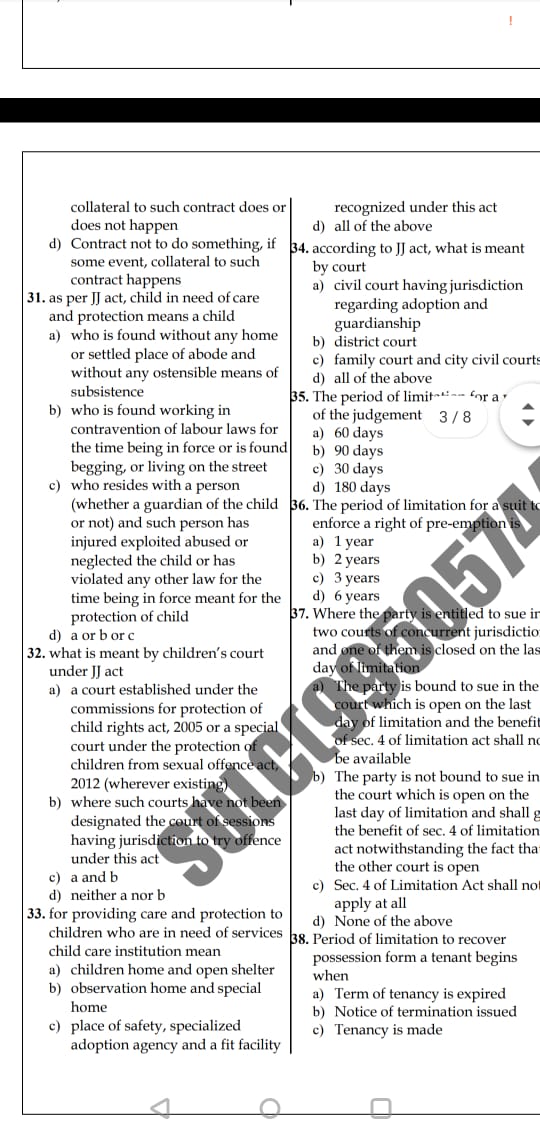 !
collateral to such contract does or
does not happen
d) Contract not to do something, if
some event, collateral to such
contract happens
31. as per JJ act, child in need of care
and protection means a child
a) who is found without any home
or settled place of abode and
without any ostensible means of
subsistence
b) who is found working in
contravention of labour laws for
the time being in force or is found
begging, or living on the street
c) who resides with a person
(whether a guardian of the child
or not) and such person has
injured exploited abused or
neglected the child or has
violated any other law for the
time being in force meant for the
protection of child
d) a or b or c
32. what is meant by children's court
under JJ act
a) a court established under the
commissions for protection of
child rights act, 2005 or a special
court under the protection of
children from sexual offence act,
2012 (wherever existing)
b) where such courts have not been
designated the court of sessions
having jurisdiction to try offence
under this act
c) a and b
d) neither a nor b
33. for providing care and protection to
children who are in need of services
child care institution mean
a) children home and open shelter
b) observation home and special
home
c) place of safety, specialized
adoption agency and a fit facility
recognized under this act
d) all of the above
34. according to JJ act, what is meant
by court
a) civil court having jurisdiction
regarding adoption and
guardianship
b) district court
c) family court and city civil courts
d) all of the above
35. The period of for a
of the judgement
3 / 8
a) 60 days
b) 90 days
c) 30 days
d) 180 days
36. The period of limitation for a suit to
enforce a right of pre-emption is
a) 1 year
b) 2 years
c) 3 years
d) 6 years
37. Where the party is entitled to sue in
two courts of concurrent
and one of them is closed on the
day of limitation
a) The party is bound to sue in the
court which is open on the last
day of limitation and the benefit
of sec. 4 of limitation act shall
be available
b) The party is not bound to sue in
the court which is open on the
last day of limitation and shall
the benefit of sec. 4 of limitation
act notwithstanding the fact
the other court is open
c) Sec. 4 of Limitation Act shall not
apply at all
d) None of the above
38. Period of limitation to recover
possession form a tenant begins
when
a) Term of tenancy is expired
b) Notice of termination issued
c) Tenancy is made